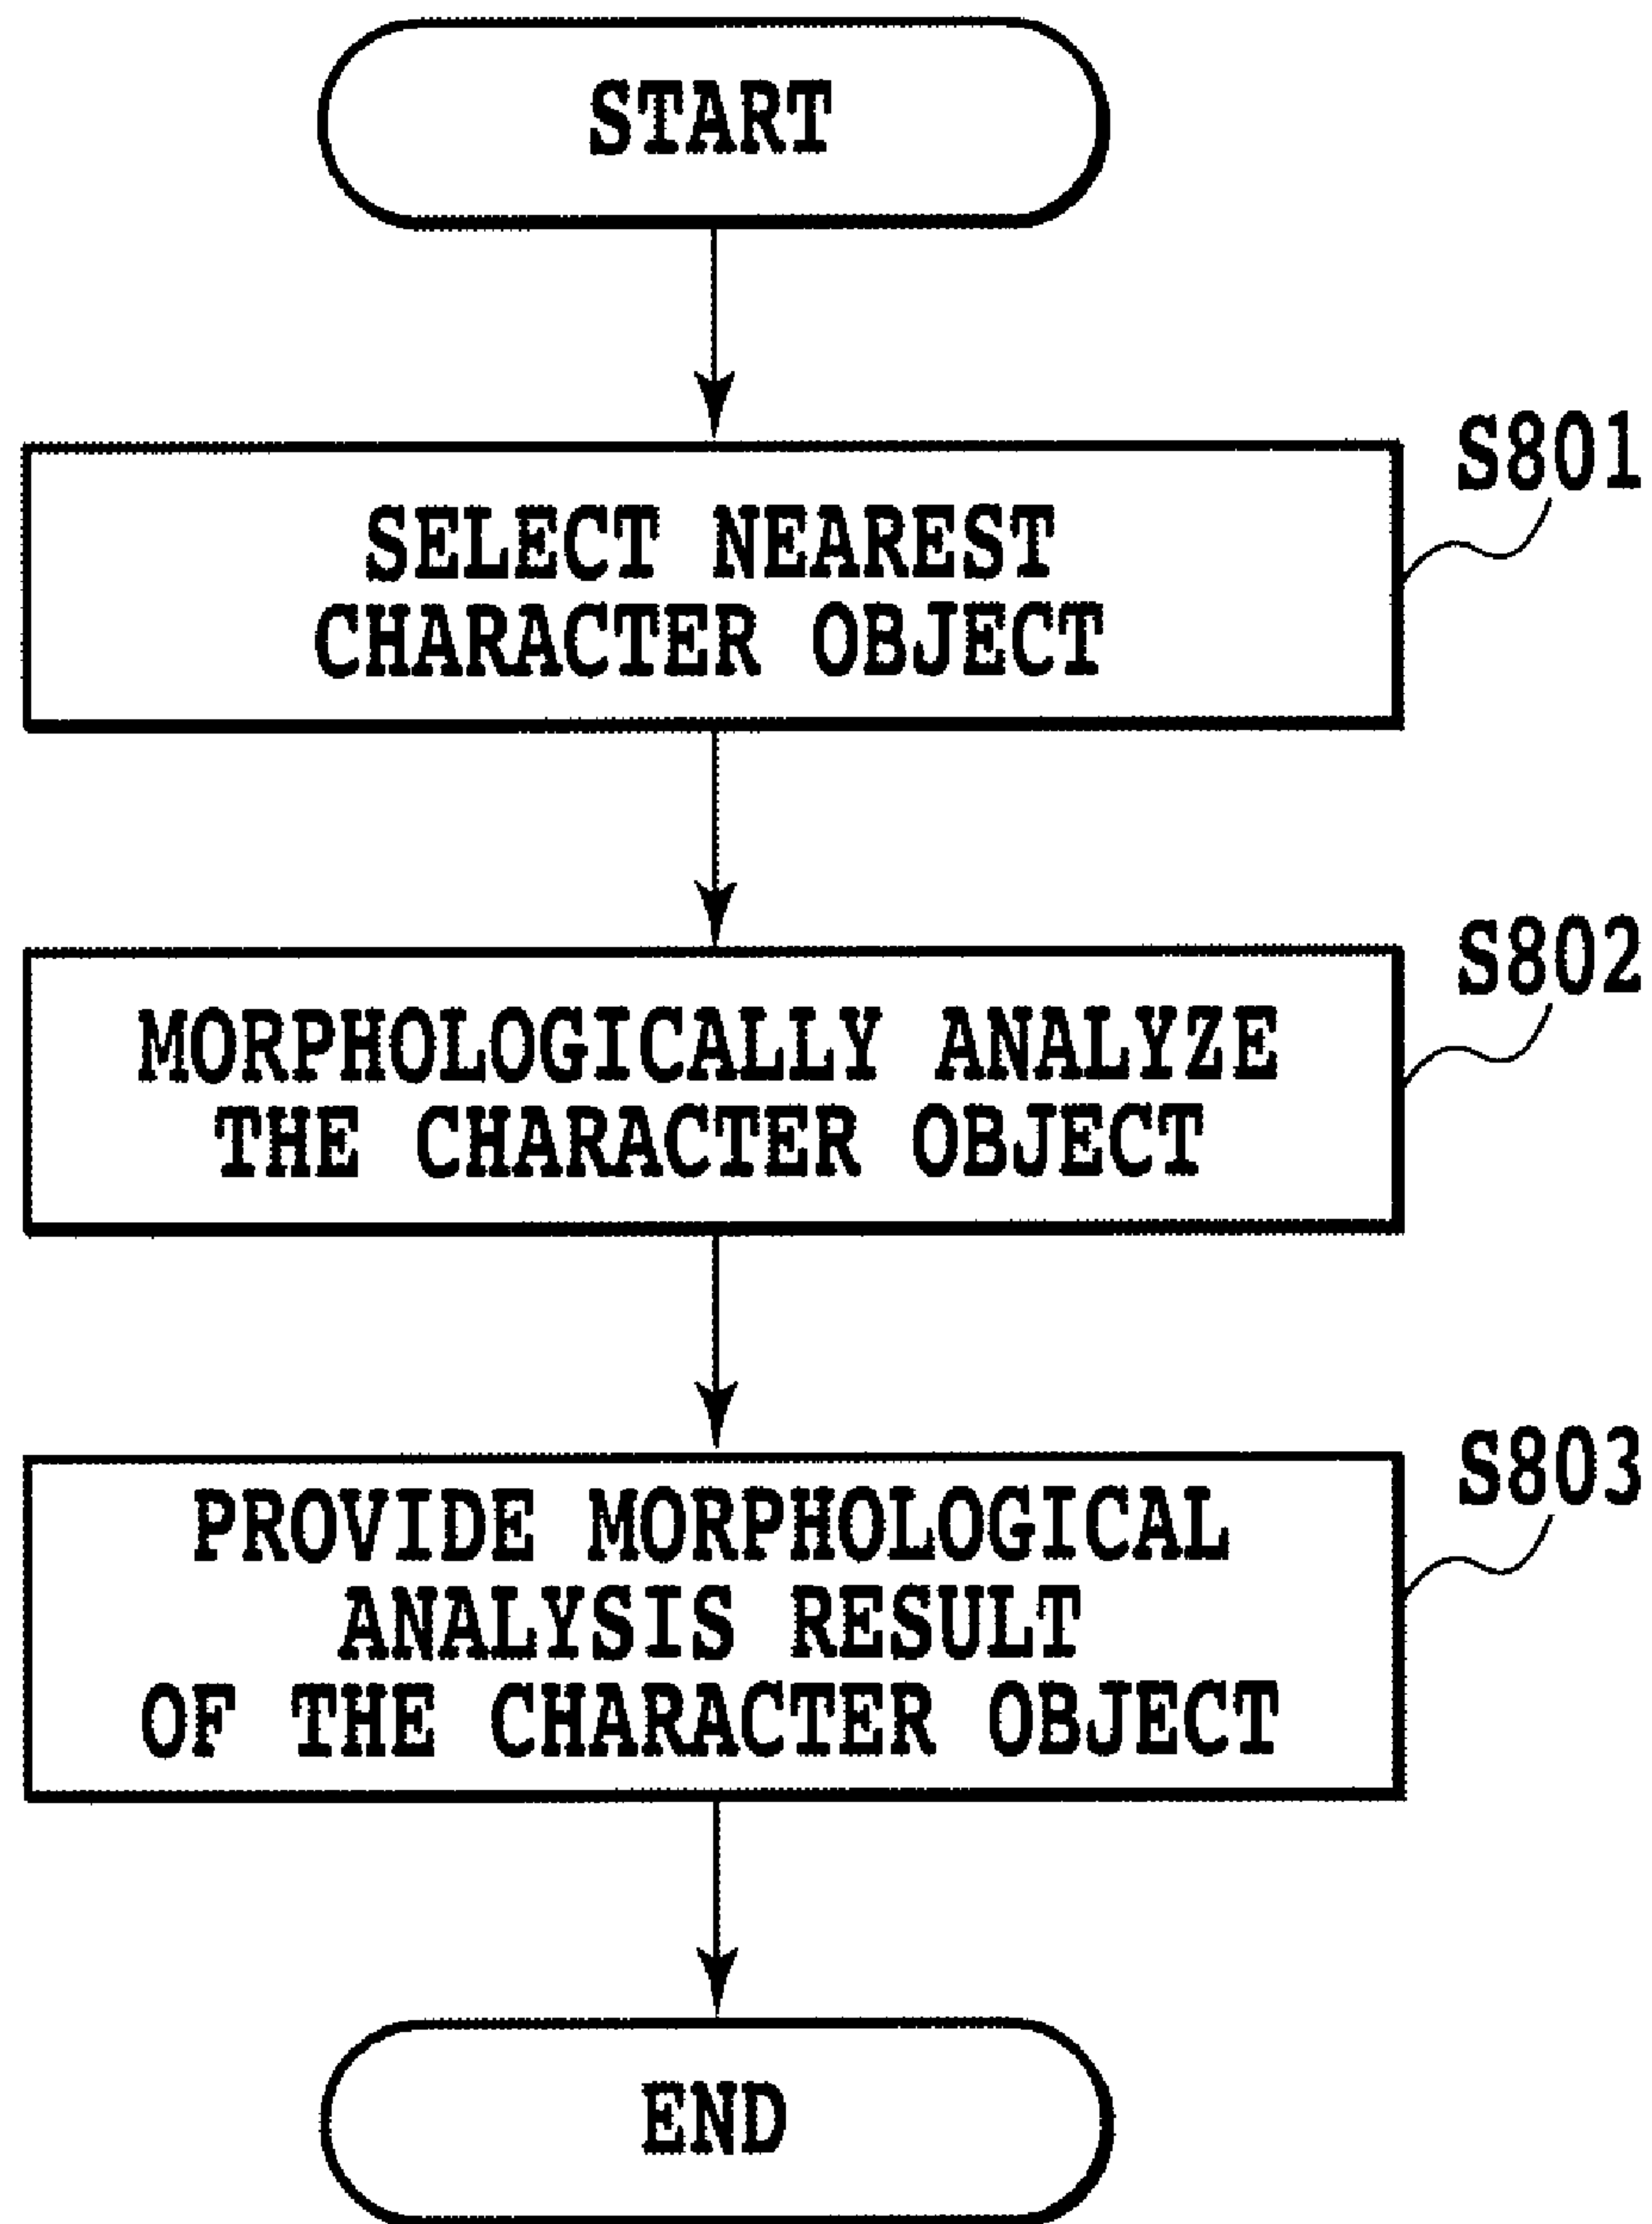 START
S801
SELECT NEAREST
CHARACTER OBJECT
S802
MORPHOLOGICALLY ANALYZE
THE CHARACTER OBJECT
S803
PROVIDE MORPHOLOGICAL
ANALYSIS RESULT
OF THE CHARACTER OBJECT
END